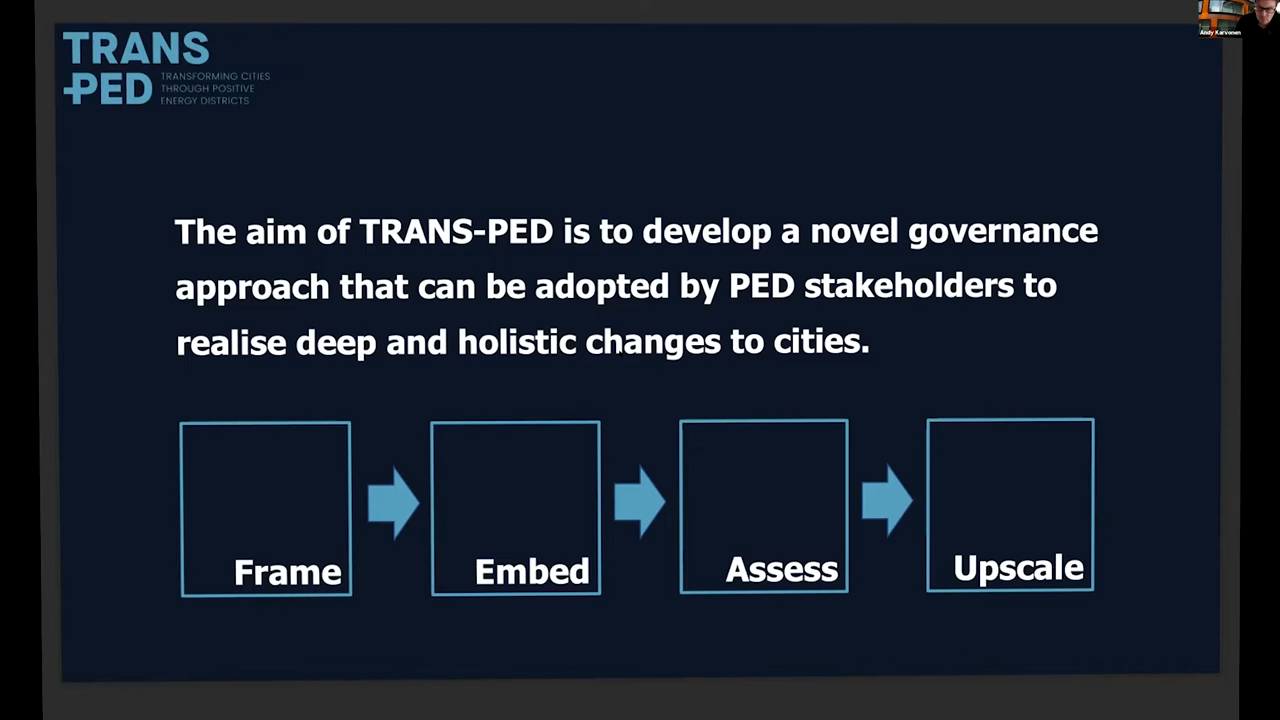 TRANS
+PED
TRANSFORMING CITIES
THROUGH POSITIVE
ENERGY DISTRICTS
Andy Karvonen
The aim of TRANS-PED is to develop a novel governance
approach that can be adopted by PED stakeholders to
realise deep and holistic changes to cities.
Frame
Embed
Assess
Upscale